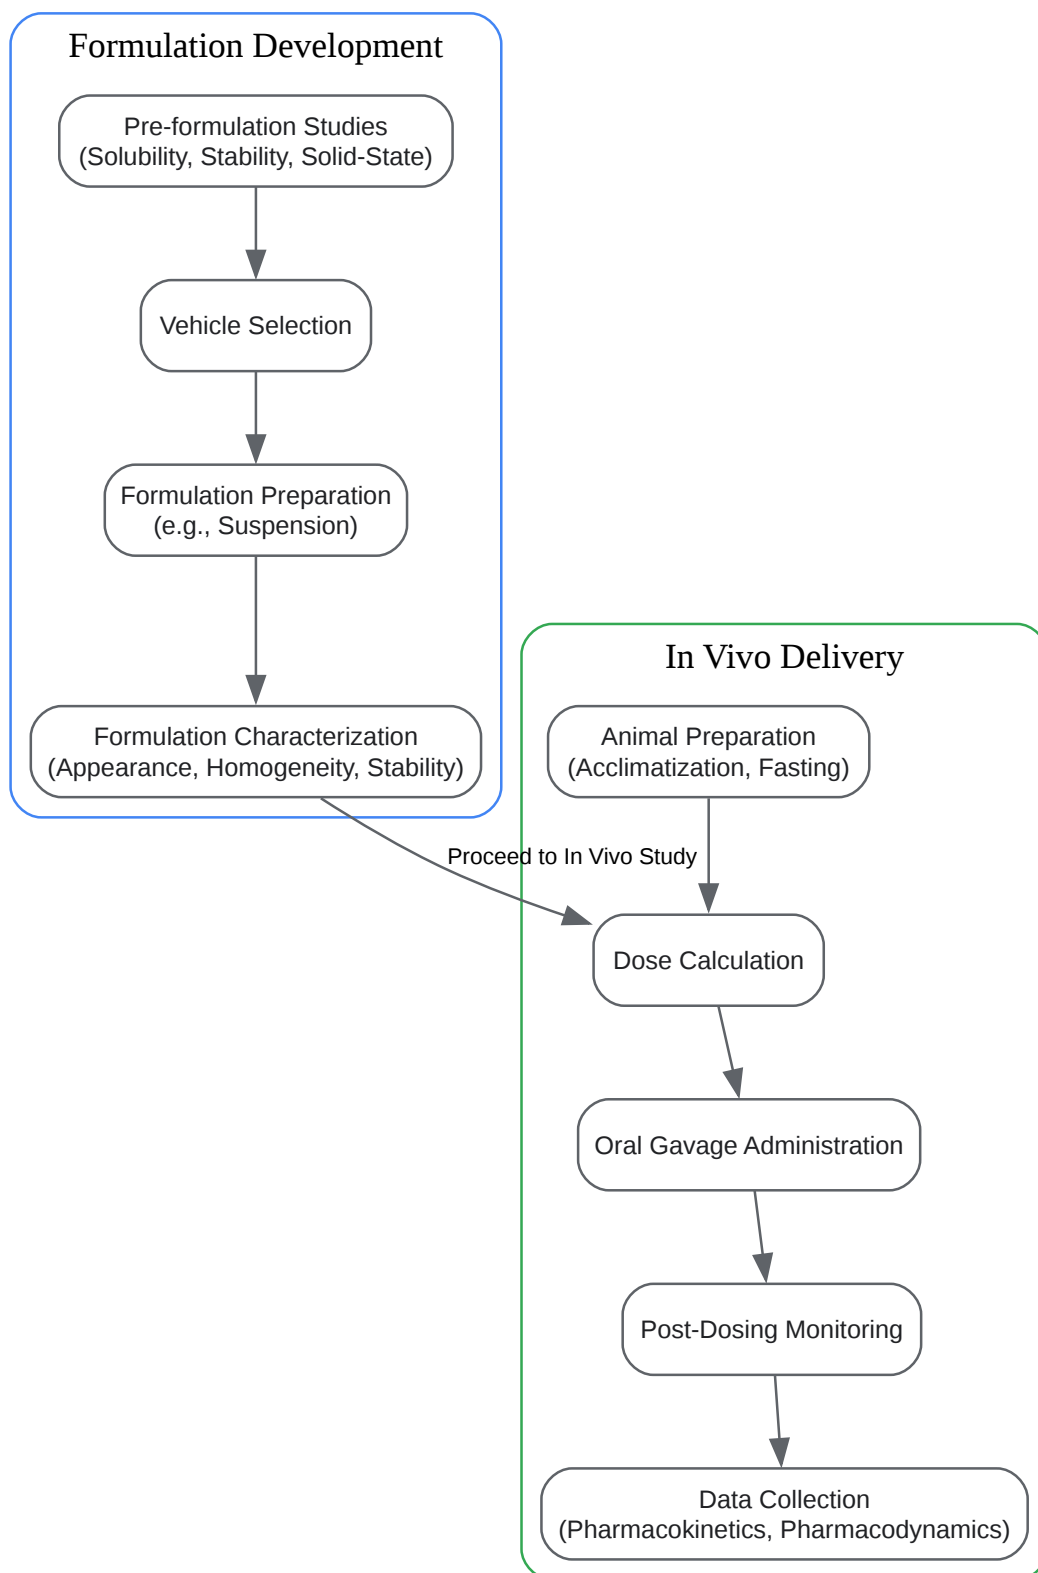 Formulation Development
Pre-formulation Studies
(Solubility, Stability, Solid-State)
Vehicle Selection
Formulation Preparation
(e.g., Suspension)
Formulation Characterization
(Appearance, Homogeneity, Stability)
In Vivo Delivery
Animal Preparation
(Acclimatization, Fasting)
Proceed to In Vivo Study
Dose Calculation
Oral Gavage Administration
Post-Dosing Monitoring
Data Collection
(Pharmacokinetics, Pharmacodynamics)